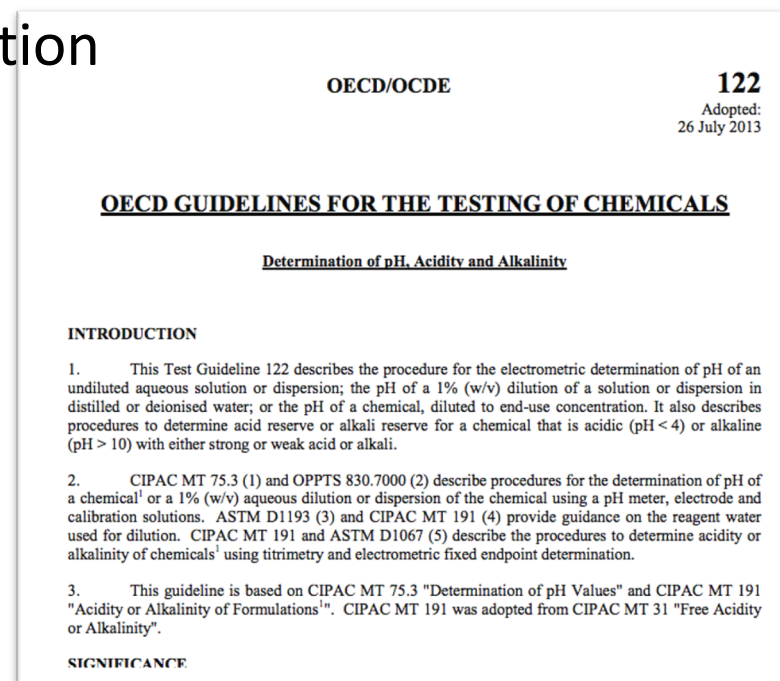 tion
OECD/OCDE
122
Adopted:
26 July 2013
OECD GUIDELINES FOR THE TESTING OF CHEMICALS
Determination of pH, Acidity and Alkalinity
INTRODUCTION
1. This Test Guideline 122 describes the procedure for the electrometric determination of pH of an
undiluted aqueous solution or dispersion; the pH of a 1% (w/v) dilution of a solution or dispersion in
distilled or deionised water; or the pH of a chemical, diluted to end-use concentration. It also describes
procedures to determine acid reserve or alkali reserve for a chemical that is acidic (pH < 4) or alkaline
(pH > 10) with either strong or weak acid or alkali.
2. CIPAC MT 75.3 (1) and OPPTS 830.7000 (2) describe procedures for the determination of pH of
a chemical¹ or a 1% (w/v) aqueous dilution or dispersion of the chemical using a pH meter, electrode and
calibration solutions. ASTM D1193 (3) and CIPAC MT 191 (4) provide guidance on the reagent water
used for dilution. CIPAC MT 191 and ASTM D1067 (5) describe the procedures to determine acidity or
alkalinity of chemicals¹ using titrimetry and electrometric fixed endpoint determination.
3. This guideline is based on CIPAC MT 75.3 "Determination of pH Values" and CIPAC MT 191
"Acidity or Alkalinity of Formulations¹". CIPAC MT 191 was adopted from CIPAC MT 31 "Free Acidity
or Alkalinity".
SIGNIFICANCE